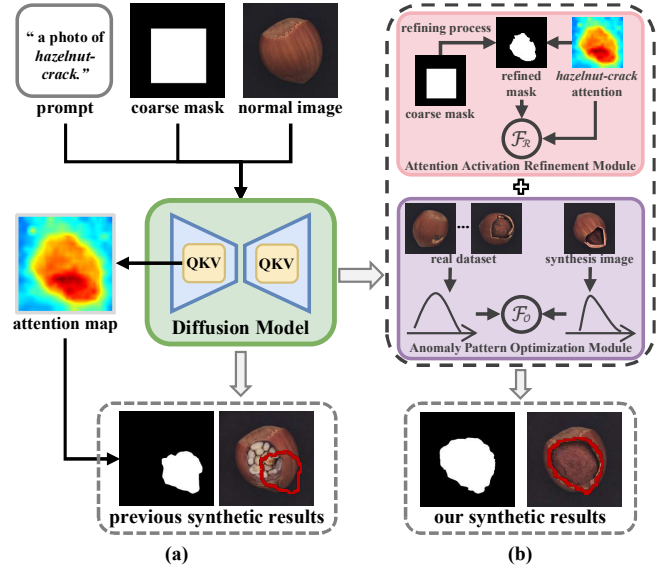 “ a photo of
hazelnut-
crack.”
prompt
coarse mask
normal image
QKV
QKV
Diffusion Model
attention map
previous synthetic results
(a)
refining process
coarse mask
refined
mask
hazelnut-crack
attention
ℱℛ
Attention Activation Refinement Module
real dataset
...
synthesis image
ℱ𝒪
Anomaly Pattern Optimization Module
our synthetic results
(b)